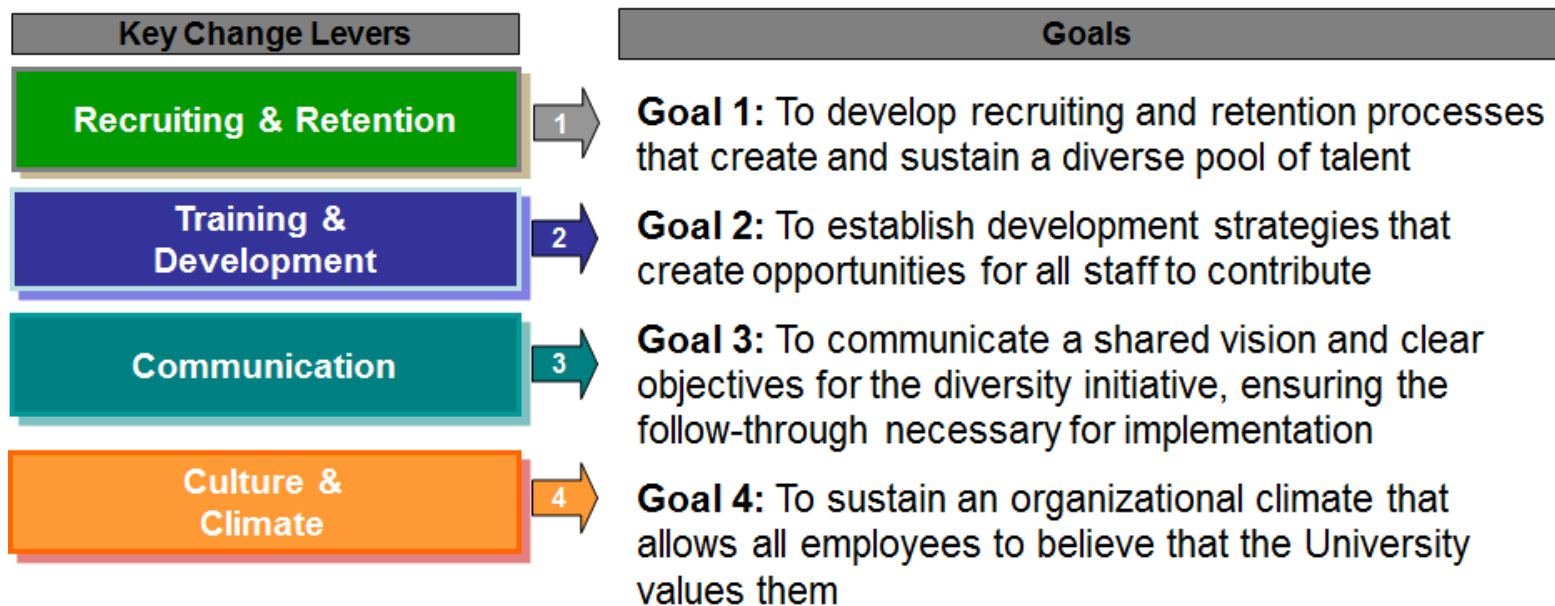 Key Change Levers
Goals
Recruiting & Retention
1
Goal 1: To develop recruiting and retention processes
that create and sustain a diverse pool of talent
Training &
Development
2
Goal 2: To establish development strategies that
create opportunities for all staff to contribute
Communication
3
Goal 3: To communicate a shared vision and clear
objectives for the diversity initiative, ensuring the
follow-through necessary for implementation
Culture &
Climate
4
Goal 4: To sustain an organizational climate that
allows all employees to believe that the University
values them